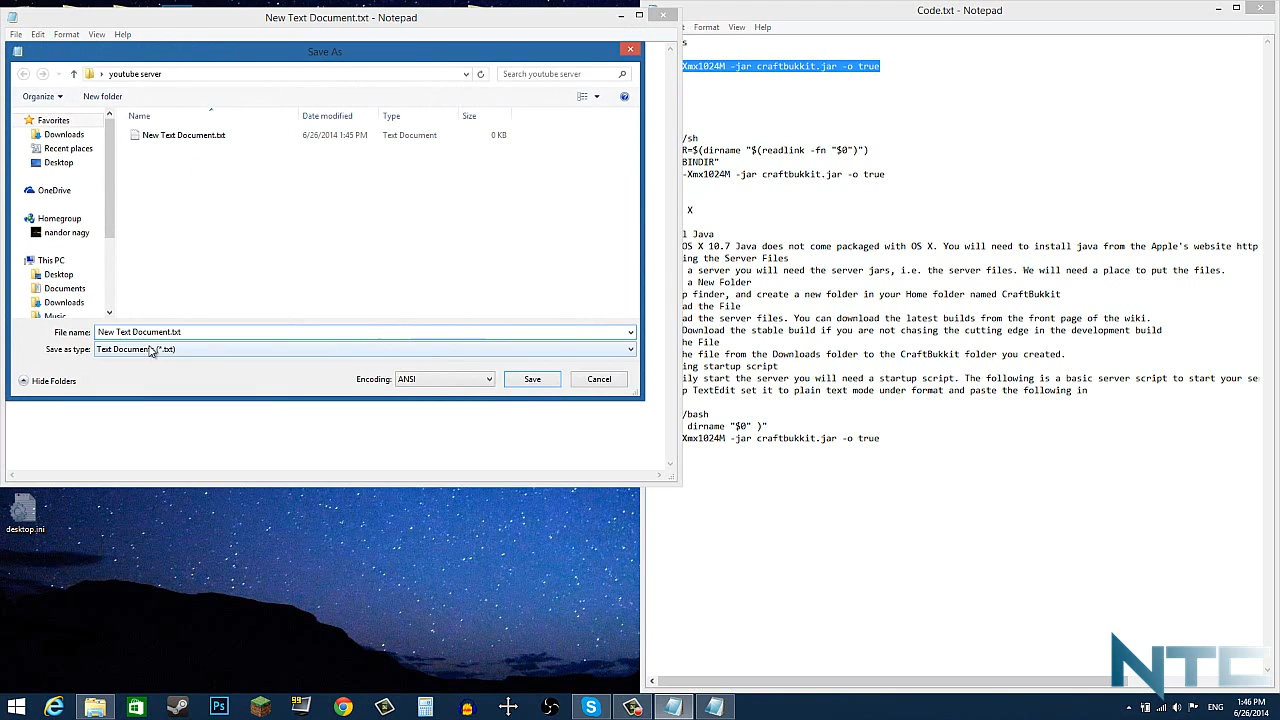 New Text Document.txt - Notepad
File Edit Format View Help
Save As
youtube server
Search youtube server
Organize
New folder
Name
Date modified
Type
Size
New Text Document.txt
6/26/2014 1:45 PM
Text Document
0 KB
Favorites
Downloads
Recent places
Desktop
OneDrive
Homegroup
nandor nagy
This PC
Desktop
Documents
Downloads
Music
File name: New Text Document.txt
Save as type: Text Documents (*.txt)
Hide Folders
Encoding: ANSI
Save
Cancel
Code.txt - Notepad
Format View Help
s
Xmx1024M -jar craftbukkit.jar -o true
/sh
R=$(dirname "$(readlink -fn "$0")")
BINDIR"
-Xmx1024M -jar craftbukkit.jar -o true
X
l Java
OS X 10.7 Java does not come packaged with OS X. You will need to install java from the Apple's website http
ing the Server Files
a server you will need the server jars, i.e. the server files. We will need a place to put the files.
a New Folder
p finder, and create a new folder in your Home folder named CraftBukkit
ad the File
ad the server files. You can download the latest builds from the front page of the wiki.
Download the stable build if you are not chasing the cutting edge in the development build
he File
he file from the Downloads folder to the CraftBukkit folder you created.
ing startup script
ily start the server you will need a startup script. The following is a basic server script to start your se
p TextEdit set it to plain text mode under format and paste the following in
/bash
dirname "$0" )"
Xmx1024M -jar craftbukkit.jar -o true
desktop.ini
NTC
Ps
99
ENG
1:46 PM
6/26/2014